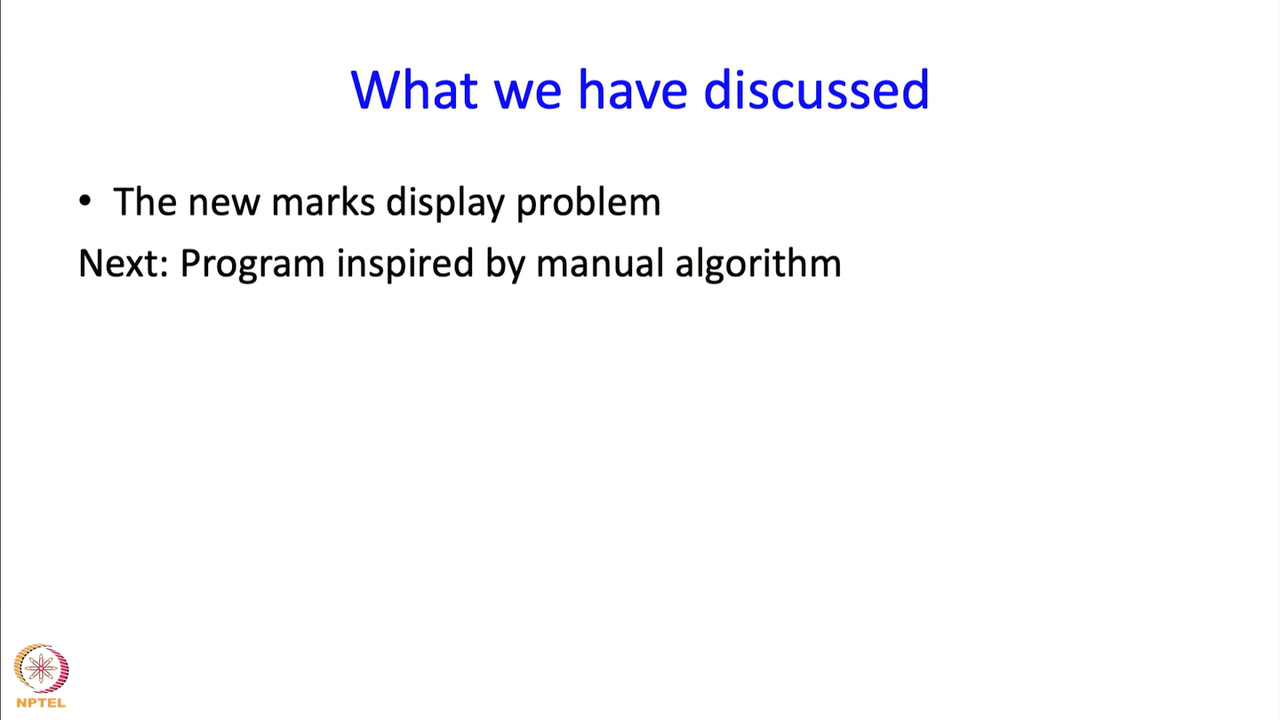 What we have discussed
• The new marks display problem
Next: Program inspired by manual algorithm
NPTEL